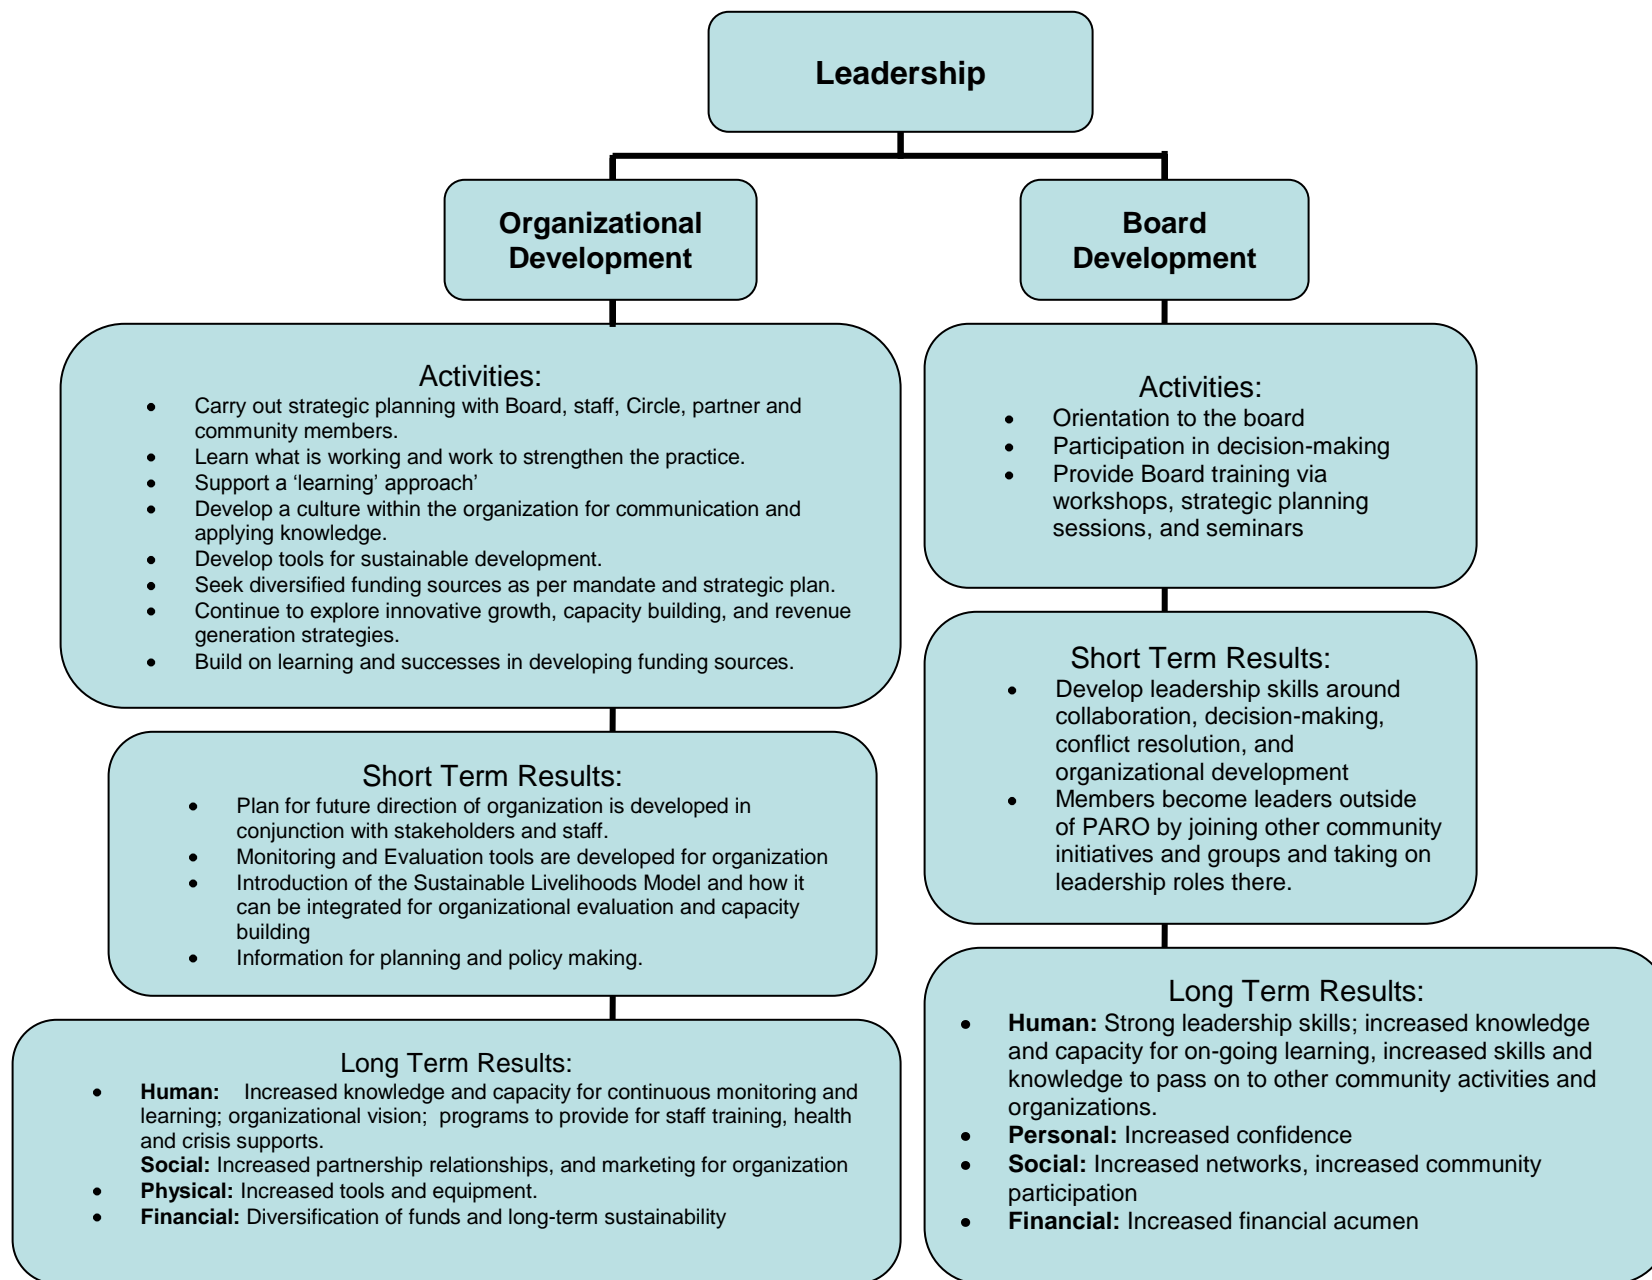 Leadership
Organizational
Development
Activities:
• Carry out strategic planning with Board, staff, Circle, partner and
community members.
• Learn what is working and work to strengthen the practice.
• Support a ‘learning’ approach’
• Develop a culture within the organization for communication and
applying knowledge.
• Develop tools for sustainable development.
• Seek diversified funding sources as per mandate and strategic plan.
• Continue to explore innovative growth, capacity building, and revenue
generation strategies.
• Build on learning and successes in developing funding sources.
Short Term Results:
• Plan for future direction of organization is developed in
conjunction with stakeholders and staff.
• Monitoring and Evaluation tools are developed for organization
• Introduction of the Sustainable Livelihoods Model and how it
can be integrated for organizational evaluation and capacity
building
• Information for planning and policy making.
Long Term Results:
• Human: Increased knowledge and capacity for continuous monitoring and
learning; organizational vision; programs to provide for staff training, health
and crisis supports.
Social: Increased partnership relationships, and marketing for organization
• Physical: Increased tools and equipment.
• Financial: Diversification of funds and long-term sustainability
Board
Development
Activities:
• Orientation to the board
• Participation in decision-making
• Provide Board training via
workshops, strategic planning
sessions, and seminars
Short Term Results:
• Develop leadership skills around
collaboration, decision-making,
conflict resolution, and
organizational development
• Members become leaders outside
of PARO by joining other community
initiatives and groups and taking on
leadership roles there.
Long Term Results:
• Human: Strong leadership skills; increased knowledge
and capacity for on-going learning, increased skills and
knowledge to pass on to other community activities and
organizations.
• Personal: Increased confidence
• Social: Increased networks, increased community
participation
• Financial: Increased financial acumen